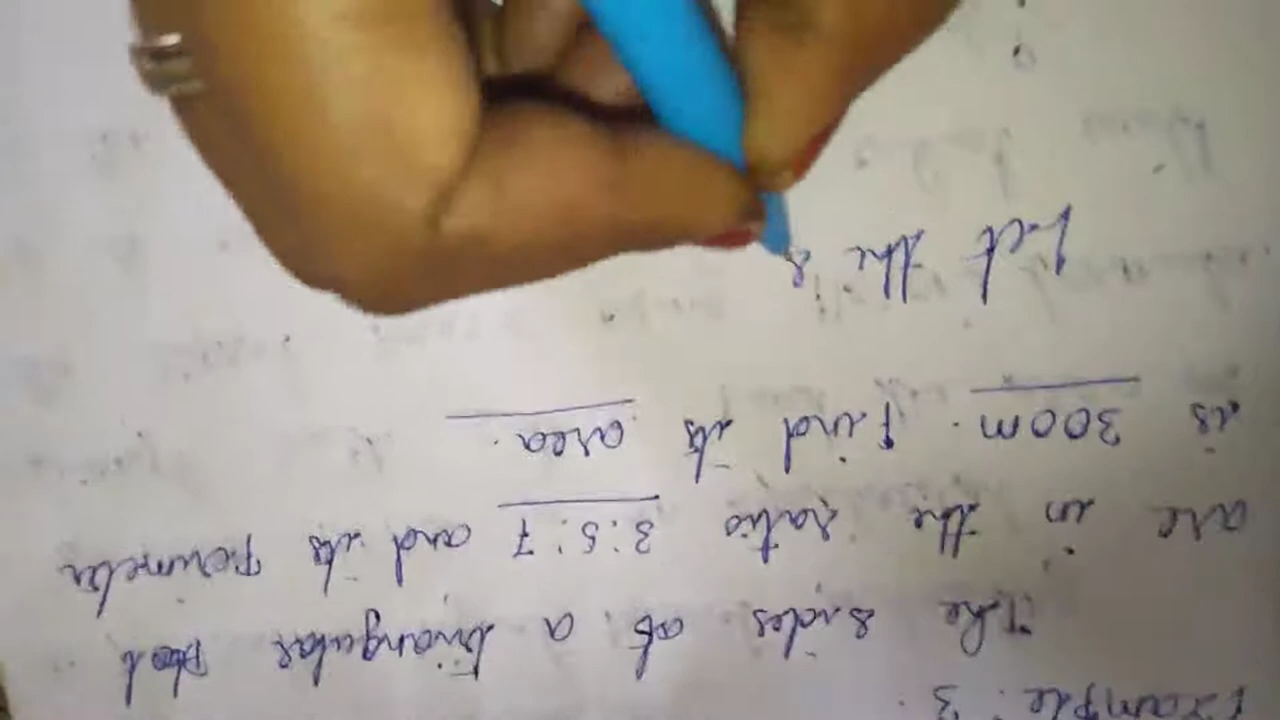 Example: 3
The sides of a triangular plot
are in the ratio 3:5:7 and its perimeter
is 300m. Find its area.
Let the s